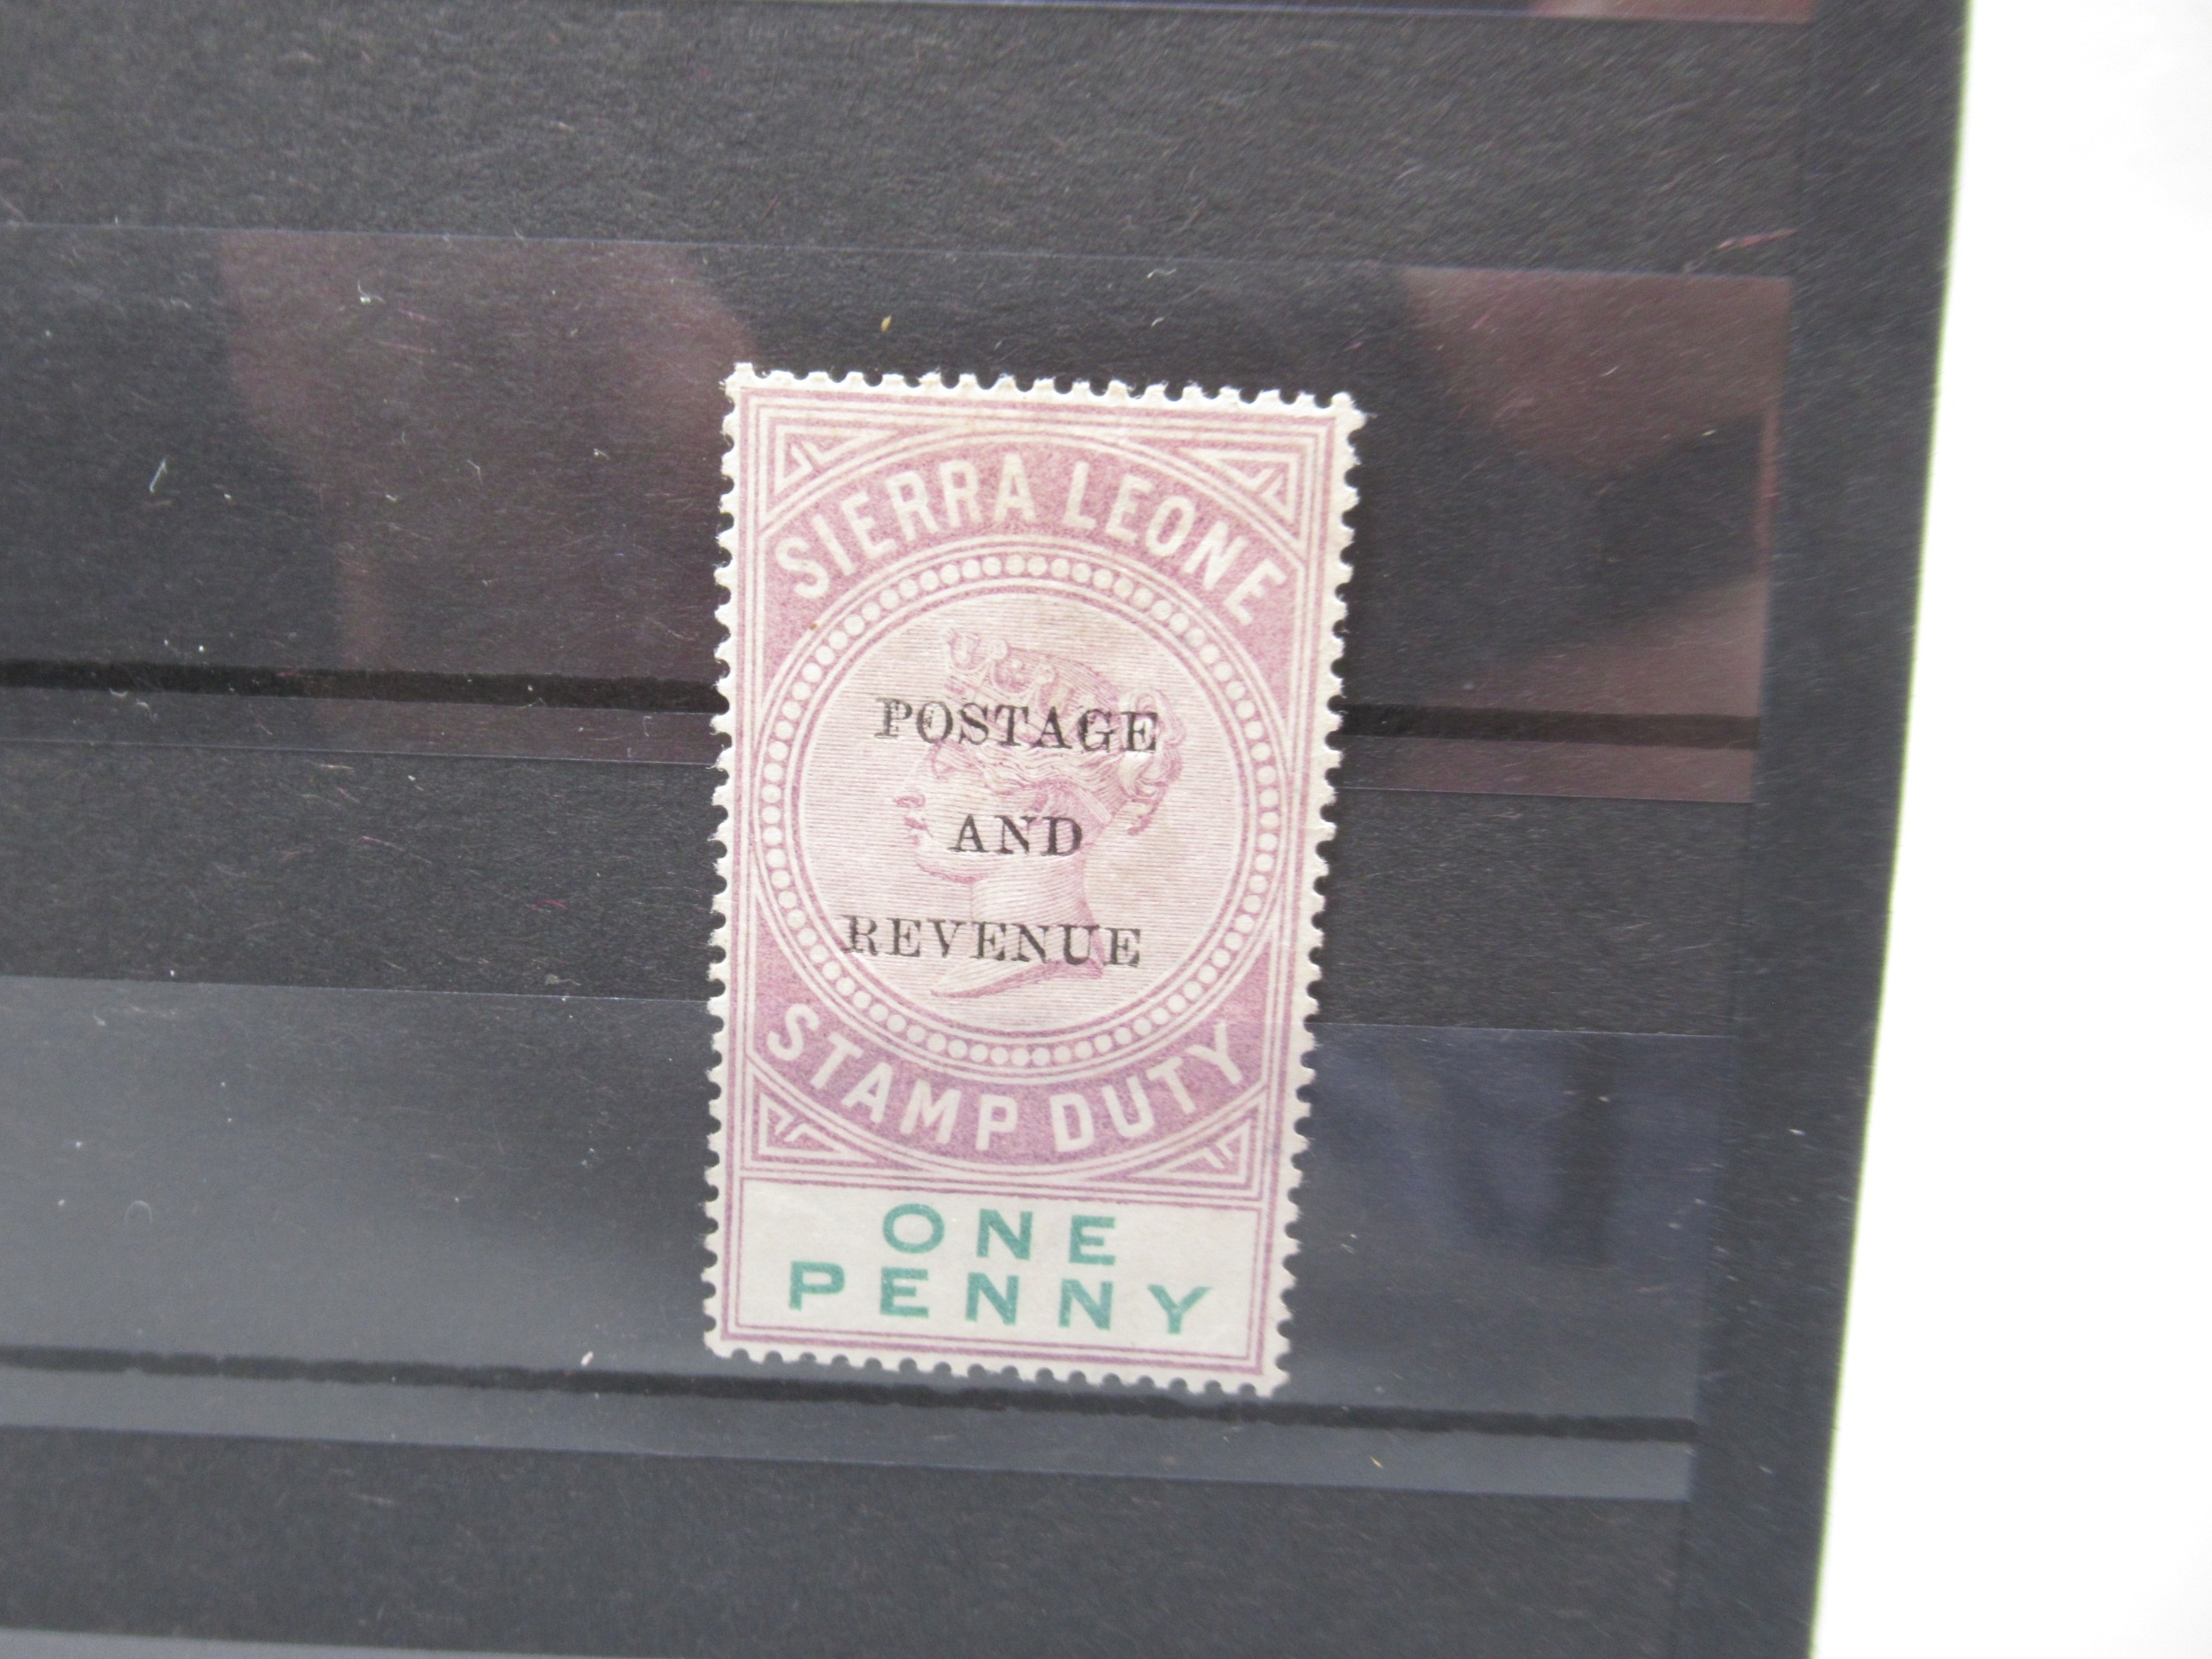 SIERRA LEONE
POSTAGE
AND
REVENUE
STAMP DUTY
ONE
PENNY